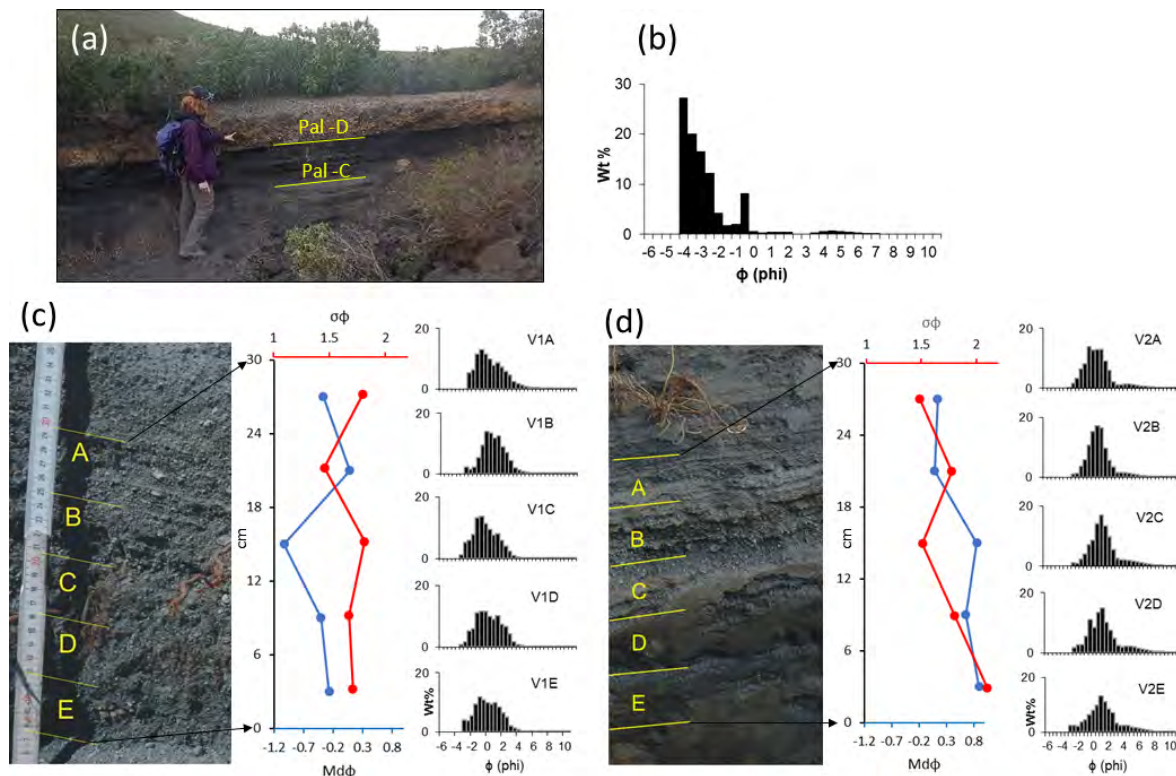 (a)
Pal -D
Pal -C
(b)
30
20
10
0
Wt %
-6 -5 -4 -3 -2 -1 0 1 2 3 4 5 6 7 8 9 10
ϕ (phi)
(c)
A
B
C
D
E
σϕ
1 1.5 2
30
24
18
12
6
0
cm
-1.2 -0.7 -0.2 0.3 0.8
Mdϕ
20
0
V1A
20
0
V1B
20
0
V1C
20
0
V1D
20
0
V1E
Wt%
-6 -4 -2 0 2 4 6 8 10
ϕ (phi)
(d)
A
B
C
D
E
σϕ
1 1.5 2
30
24
18
12
6
0
cm
-1.2 -0.7 -0.2 0.3 0.8
Mdϕ
20
0
V2A
20
0
V2B
20
0
V2C
20
0
V2D
20
0
V2E
Wt%
-6 -4 -2 0 2 4 6 8 10
ϕ (phi)